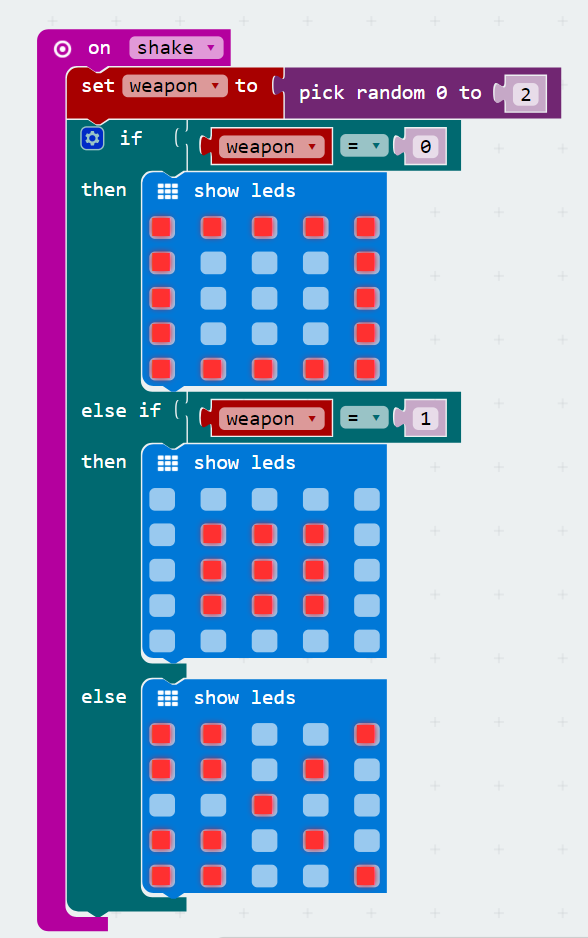 on shake
set weapon to pick random 0 to 2
if weapon = 0
then show leds
else if weapon = 1
then show leds
else show leds